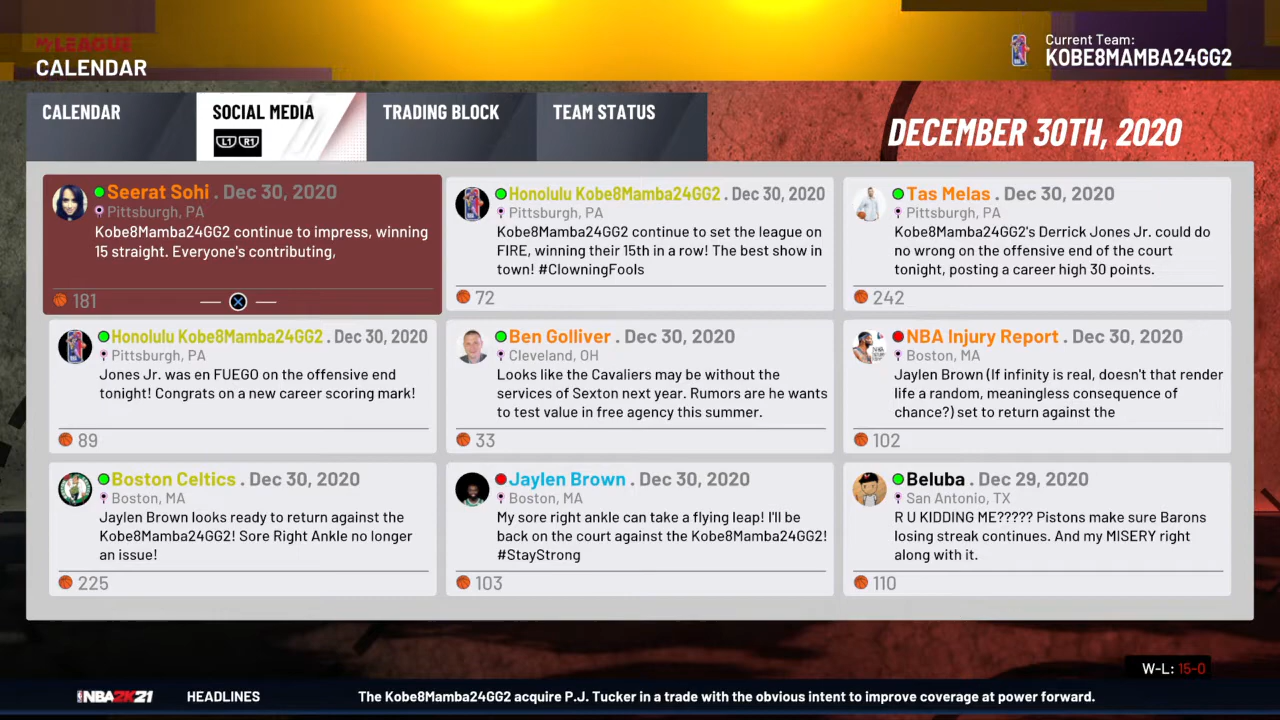 MyLEAGUE
CALENDAR
Current Team:
KOBE8MAMBA24GG2
CALENDAR
SOCIAL MEDIA
L1 R1
TRADING BLOCK
TEAM STATUS
DECEMBER 30TH, 2020
Seerat Sohi . Dec 30, 2020
Pittsburgh, PA
Kobe8Mamba24GG2 continue to impress, winning
15 straight. Everyone's contributing,
181
Honolulu Kobe8Mamba24GG2 . Dec 30, 2020
Pittsburgh, PA
Kobe8Mamba24GG2 continue to set the league on
FIRE, winning their 15th in a row! The best show in
town! #ClowningFools
72
Tas Melas . Dec 30, 2020
Pittsburgh, PA
Kobe8Mamba24GG2's Derrick Jones Jr. could do
no wrong on the offensive end of the court
tonight, posting a career high 30 points.
242
Honolulu Kobe8Mamba24GG2 . Dec 30, 2020
Pittsburgh, PA
Jones Jr. was en FUEGO on the offensive end
tonight! Congrats on a new career scoring mark!
89
Ben Golliver . Dec 30, 2020
Cleveland, OH
Looks like the Cavaliers may be without the
services of Sexton next year. Rumors are he wants
to test value in free agency this summer.
33
NBA Injury Report . Dec 30, 2020
Boston, MA
Jaylen Brown (If infinity is real, doesn't that render
life a random, meaningless consequence of
chance?) set to return against the
102
Boston Celtics . Dec 30, 2020
Boston, MA
Jaylen Brown looks ready to return against the
Kobe8Mamba24GG2! Sore Right Ankle no longer
an issue!
225
Jaylen Brown . Dec 30, 2020
Boston, MA
My sore right ankle can take a flying leap! I'll be
back on the court against the Kobe8Mamba24GG2!
#StayStrong
103
Beluba . Dec 29, 2020
San Antonio, TX
R U KIDDING ME????? Pistons make sure Barons
losing streak continues. And my MISERY right
along with it.
110
W-L: 15-0
NBA 2K21
HEADLINES
The Kobe8Mamba24GG2 acquire P.J. Tucker in a trade with the obvious intent to improve coverage at power forward.